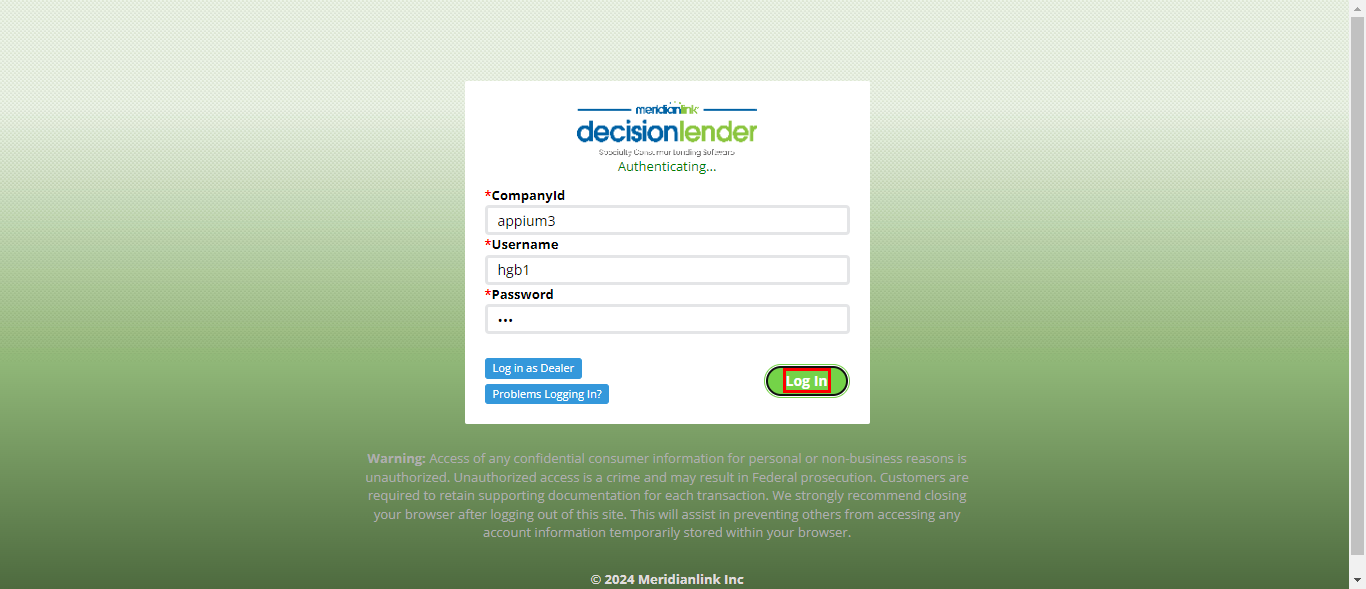 meridianlink
decisionlender
Specialty Consumer Lending Software
Authenticating...
*CompanyId
appium3
*Username
hgb1
*Password
•••
Log in as Dealer
Problems Logging In?
Log In
Warning: Access of any confidential consumer information for personal or non-business reasons is
unauthorized. Unauthorized access is a crime and may result in Federal prosecution. Customers are
required to retain supporting documentation for each transaction. We strongly recommend closing
your browser after logging out of this site. This will assist in preventing others from accessing any
account information temporarily stored within your browser.
© 2024 Meridianlink Inc